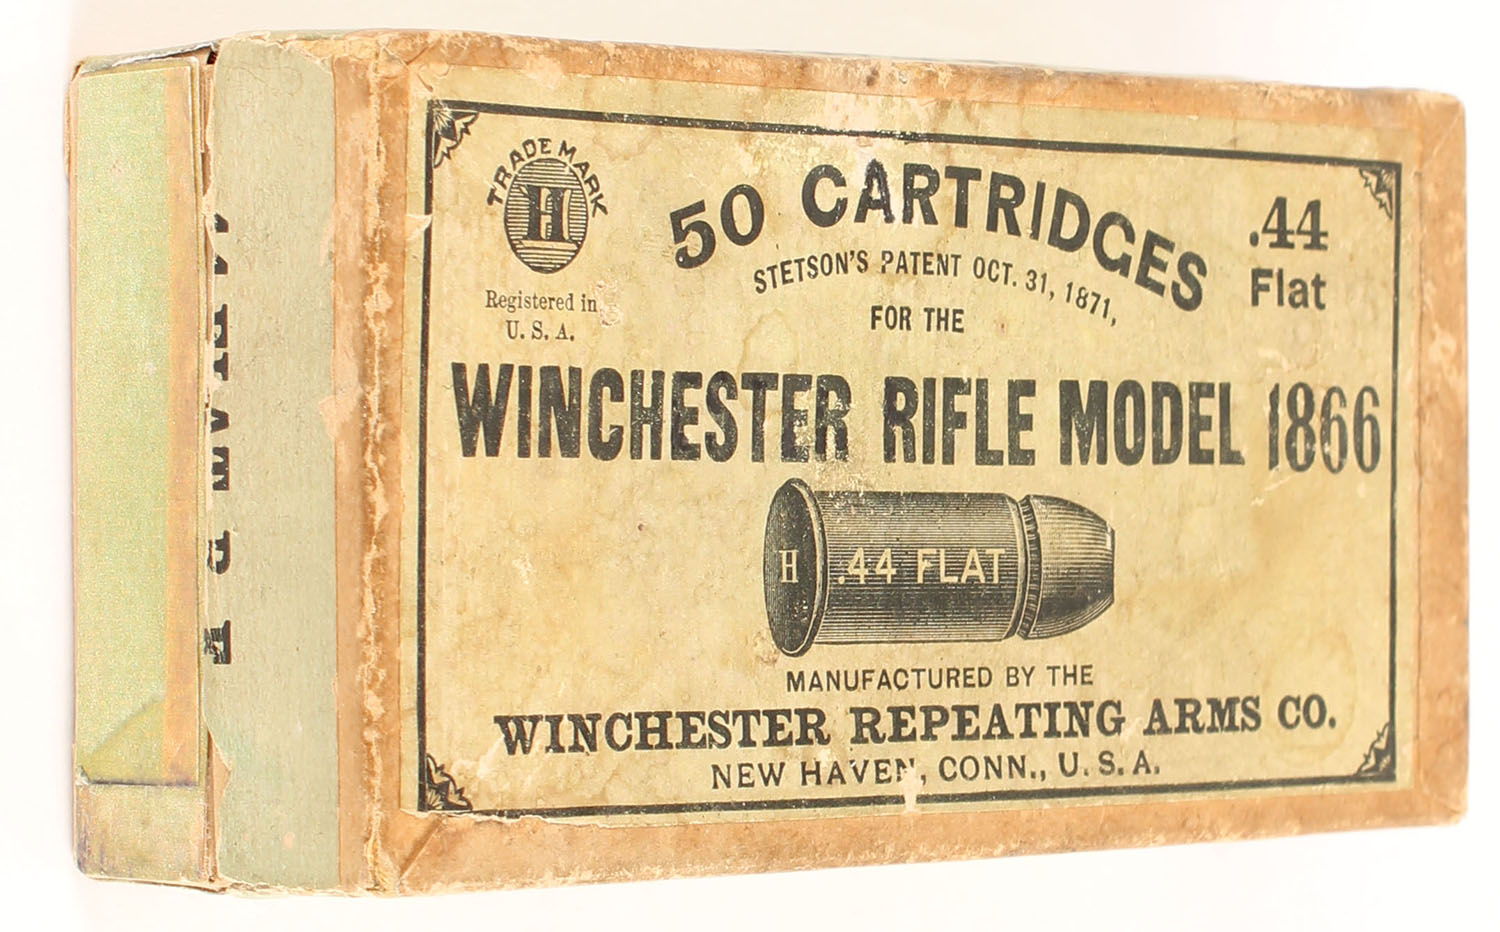 TRADE MARK
H
Registered in
U. S. A.
50 CARTRIDGES
.44
Flat
STETSON'S PATENT OCT. 31, 1871,
FOR THE
WINCHESTER RIFLE MODEL 1866
H .44 FLAT
MANUFACTURED BY THE
WINCHESTER REPEATING ARMS CO.
NEW HAVEN, CONN., U. S. A.